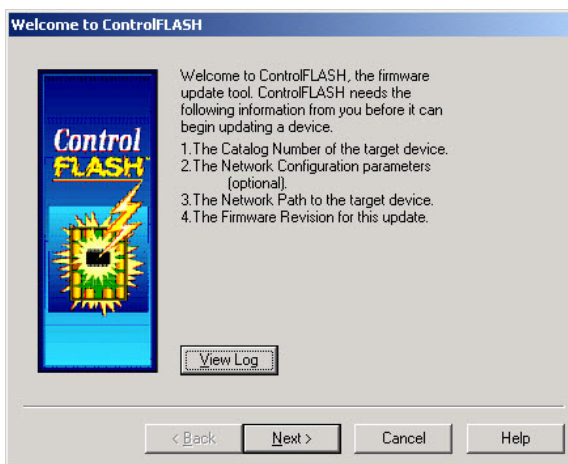 Welcome to ControlFLASH
Control
FLASH
Welcome to ControlFLASH, the firmware
update tool. ControlFLASH needs the
following information from you before it can
begin updating a device.
1.The Catalog Number of the target device.
2.The Network Configuration parameters
(optional).
3.The Network Path to the target device.
4.The Firmware Revision for this update.
View Log
< Back
Next >
Cancel
Help